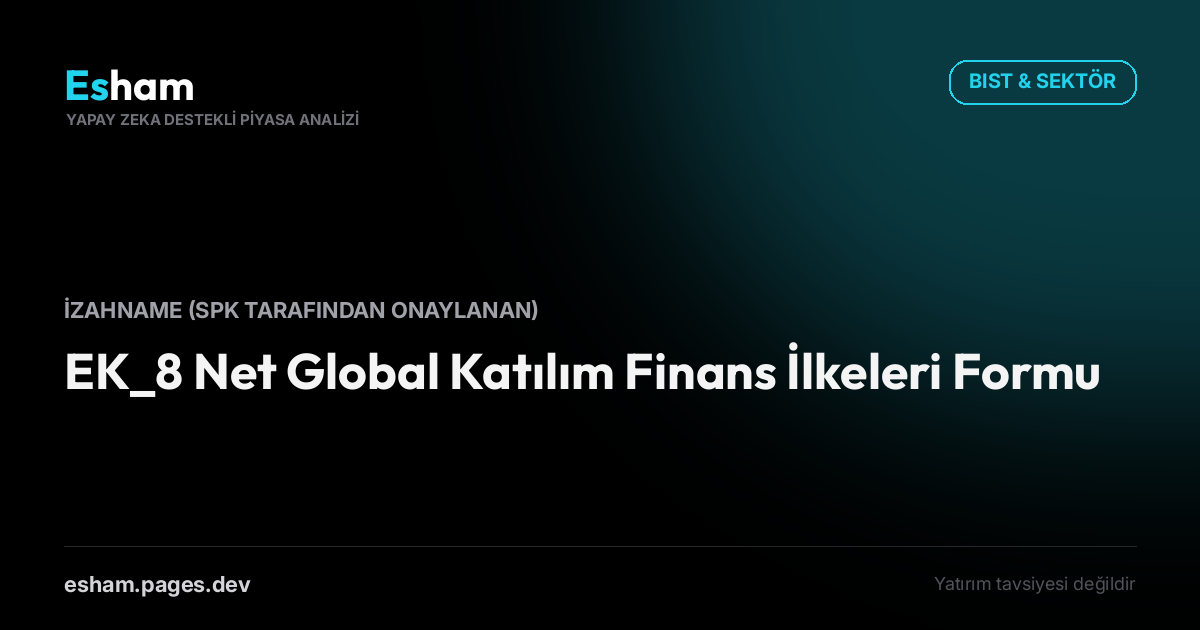 Esham
BIST & SEKTÖR
YAPAY ZEKA DESTEKLİ PİYASA ANALİZİ
İZAHNAME (SPK TARAFINDAN ONAYLANAN)
EK_8 Net Global Katılım Finans İlkeleri Formu
esham.pages.dev
Yatırım tavsiyesi değildir